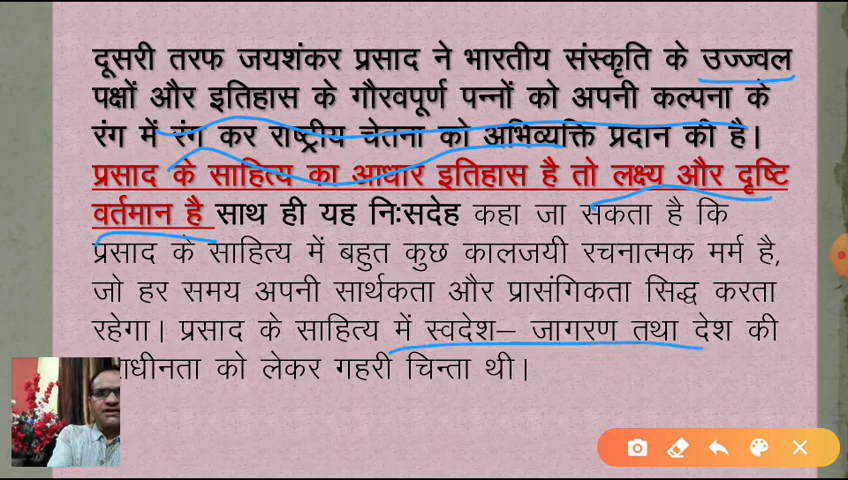 दूसरी तरफ जयशंकर प्रसाद ने भारतीय संस्कृति के उज्ज्वल
पक्षों और इतिहास के गौरवपूर्ण पन्नों को अपनी कल्पना के
रंग में रंग कर राष्ट्रीय चेतना को अभिव्यक्ति प्रदान की है।
प्रसाद के साहित्य का आधार इतिहास है तो लक्ष्य और दृष्टि
वर्तमान है साथ ही यह निःसदेह कहा जा सकता है कि
प्रसाद के साहित्य में बहुत कुछ कालजयी रचनात्मक मर्म है,
जो हर समय अपनी सार्थकता और प्रासंगिकता सिद्ध करता
रहेगा। प्रसाद के साहित्य में स्वदेश– जागरण तथा देश की
को लेकर गहरी चिन्ता थी।